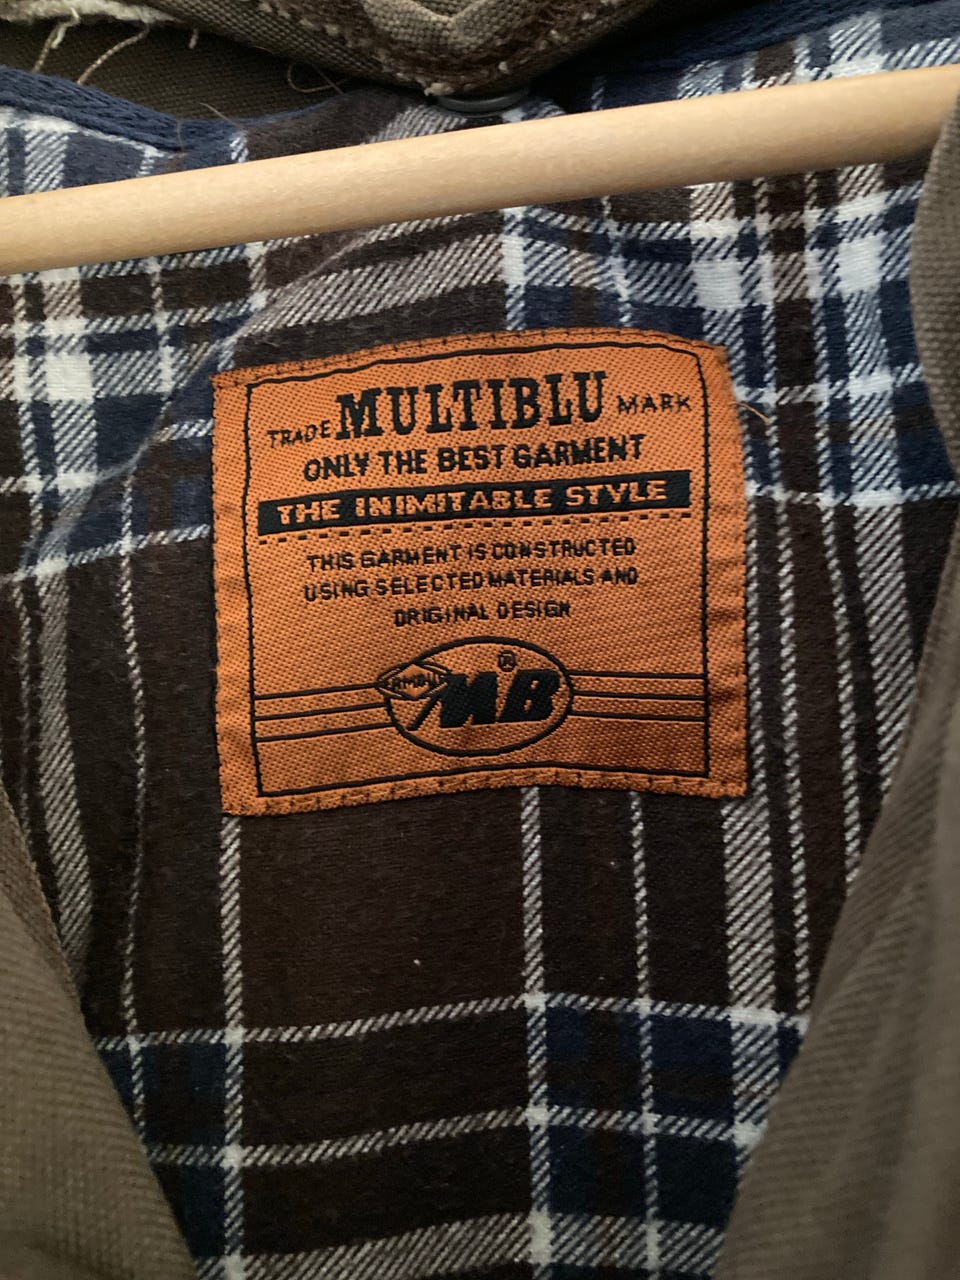 TRADE MULTIBLU MARK
ONLY THE BEST GARMENT
THE INIMITABLE STYLE
THIS GARMENT IS CONSTRUCTED
USING SELECTED MATERIALS AND
ORIGINAL DESIGN
®
MB